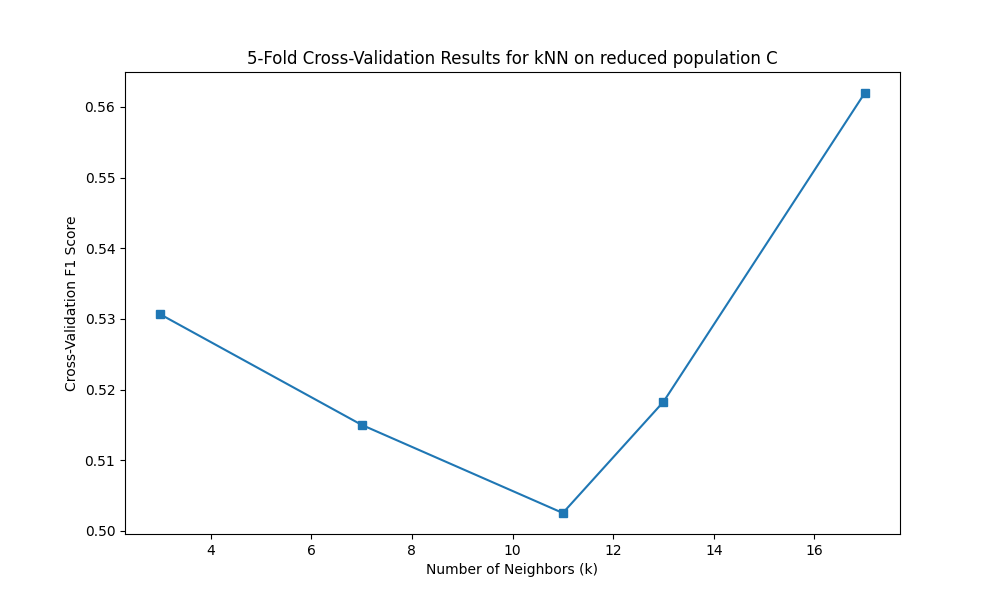 5-Fold Cross-Validation Results for kNN on reduced population C
0.56
0.55
0.54
0.53
0.52
0.51
0.50
Cross-Validation F1 Score
4 6 8 10 12 14 16
Number of Neighbors (k)